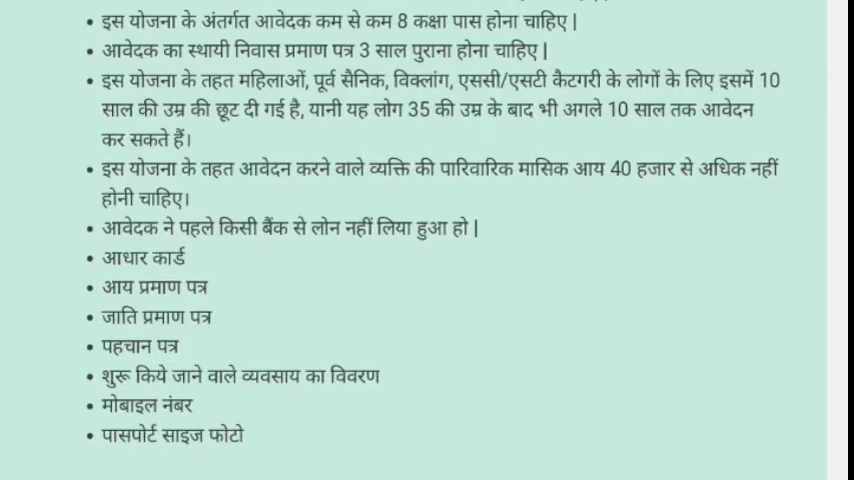 • इस योजना के अंतर्गत आवेदक कम से कम 8 कक्षा पास होना चाहिए |
• आवेदक का स्थायी निवास प्रमाण पत्र 3 साल पुराना होना चाहिए |
• इस योजना के तहत महिलाओं, पूर्व सैनिक, विक्लांग, एससी/एसटी कैटगरी के लोगों के लिए इसमें 10
साल की उम्र की छूट दी गई है, यानी यह लोग 35 की उम्र के बाद भी अगले 10 साल तक आवेदन
कर सकते हैं।
• इस योजना के तहत आवेदन करने वाले व्यक्ति की पारिवारिक मासिक आय 40 हजार से अधिक नहीं
होनी चाहिए।
• आवेदक ने पहले किसी बैंक से लोन नहीं लिया हुआ हो |
• आधार कार्ड
• आय प्रमाण पत्र
• जाति प्रमाण पत्र
• पहचान पत्र
• शुरू किये जाने वाले व्यवसाय का विवरण
• मोबाइल नंबर
• पासपोर्ट साइज फोटो